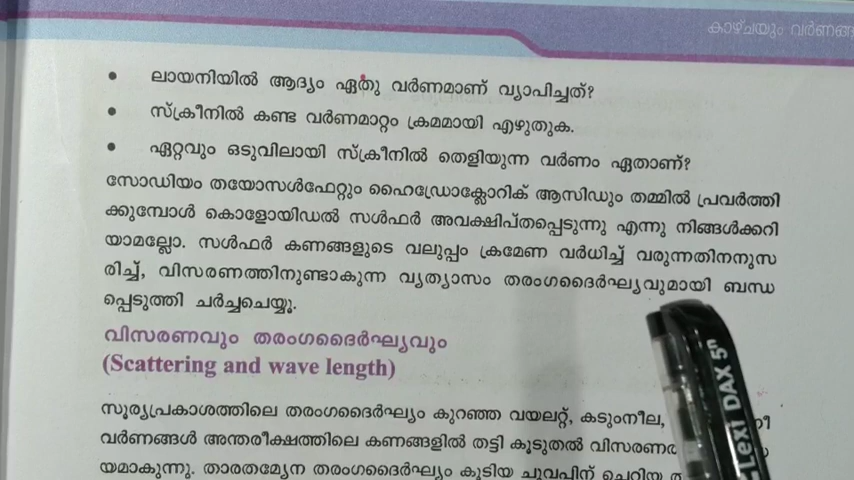 കാഴ്ചയും വർണങ്ങ
• ലായനിയിൽ ആദ്യം ഏതു വർണമാണ് വ്യാപിച്ചത്?
• സ്ക്രീനിൽ കണ്ട വർണമാറ്റം ക്രമമായി എഴുതുക.
• ഏറ്റവും ഒടുവിലായി സ്ക്രീനിൽ തെളിയുന്ന വർണം ഏതാണ്?
സോഡിയം തയോസൾഫേറ്റും ഹൈഡ്രോക്ലോറിക് ആസിഡും തമ്മിൽ പ്രവർത്തി
ക്കുമ്പോൾ കൊളോയിഡൽ സൾഫർ അവക്ഷിപ്തപ്പെടുന്നു എന്നു നിങ്ങൾക്കറി
യാമല്ലോ. സൾഫർ കണങ്ങളുടെ വലുപ്പം ക്രമേണ വർധിച്ച് വരുന്നതിനനുസ
രിച്ച്, വിസരണത്തിനുണ്ടാകുന്ന വ്യത്യാസം തരംഗദൈർഘ്യവുമായി ബന്ധ
പ്പെടുത്തി ചർച്ചചെയ്യൂ.
വിസരണവും തരംഗദൈർഘ്യവും
(Scattering and wave length)
സൂര്യപ്രകാശത്തിലെ തരംഗദൈർഘ്യം കുറഞ്ഞ വയലറ്റ്, കടുംനീല,
വർണങ്ങൾ അന്തരീക്ഷത്തിലെ കണങ്ങളിൽ തട്ടി കൂടുതൽ
യമാകുന്നു. താരതമ്യേന തരംഗദൈർഘ്യം കൂടിയ ചുവപ്പിന് ചെറിയ
FLEXI DAX 5n